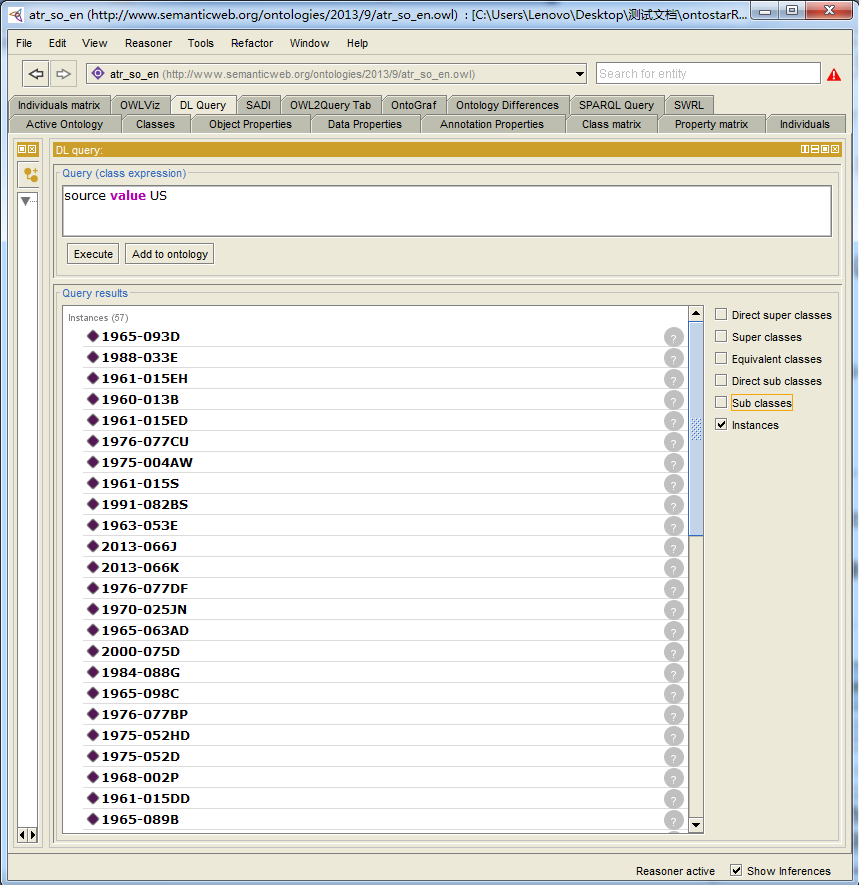 atr_so_en (http://www.semanticweb.org/ontologies/2013/9/atr_so_en.owl) : [C:\Users\Lenovo\Desktop\测试文档\ontostarR...
File Edit View Reasoner Tools Refactor Window Help
atr_so_en (http://www.semanticweb.org/ontologies/2013/9/atr_so_en.owl)
Search for entity
Individuals matrix OWLViz DL Query SADI OWL2Query Tab OntoGraf Ontology Differences SPARQL Query SWRL
Active Ontology Classes Object Properties Data Properties Annotation Properties Class matrix Property matrix Individuals
DL query:
Query (class expression)
source value US
Execute Add to ontology
Query results
Instances (57)
1965-093D ?
1988-033E ?
1961-015EH ?
1960-013B ?
1961-015ED ?
1976-077CU ?
1975-004AW ?
1961-015S ?
1991-082BS ?
1963-053E ?
2013-066J ?
2013-066K ?
1976-077DF ?
1970-025JN ?
1965-063AD ?
2000-075D ?
1984-088G ?
1965-098C ?
1976-077BP ?
1975-052HD ?
1975-052D ?
1968-002P ?
1961-015DD ?
1965-089B ?
Direct super classes
Super classes
Equivalent classes
Direct sub classes
Sub classes
Instances
Reasoner active Show Inferences